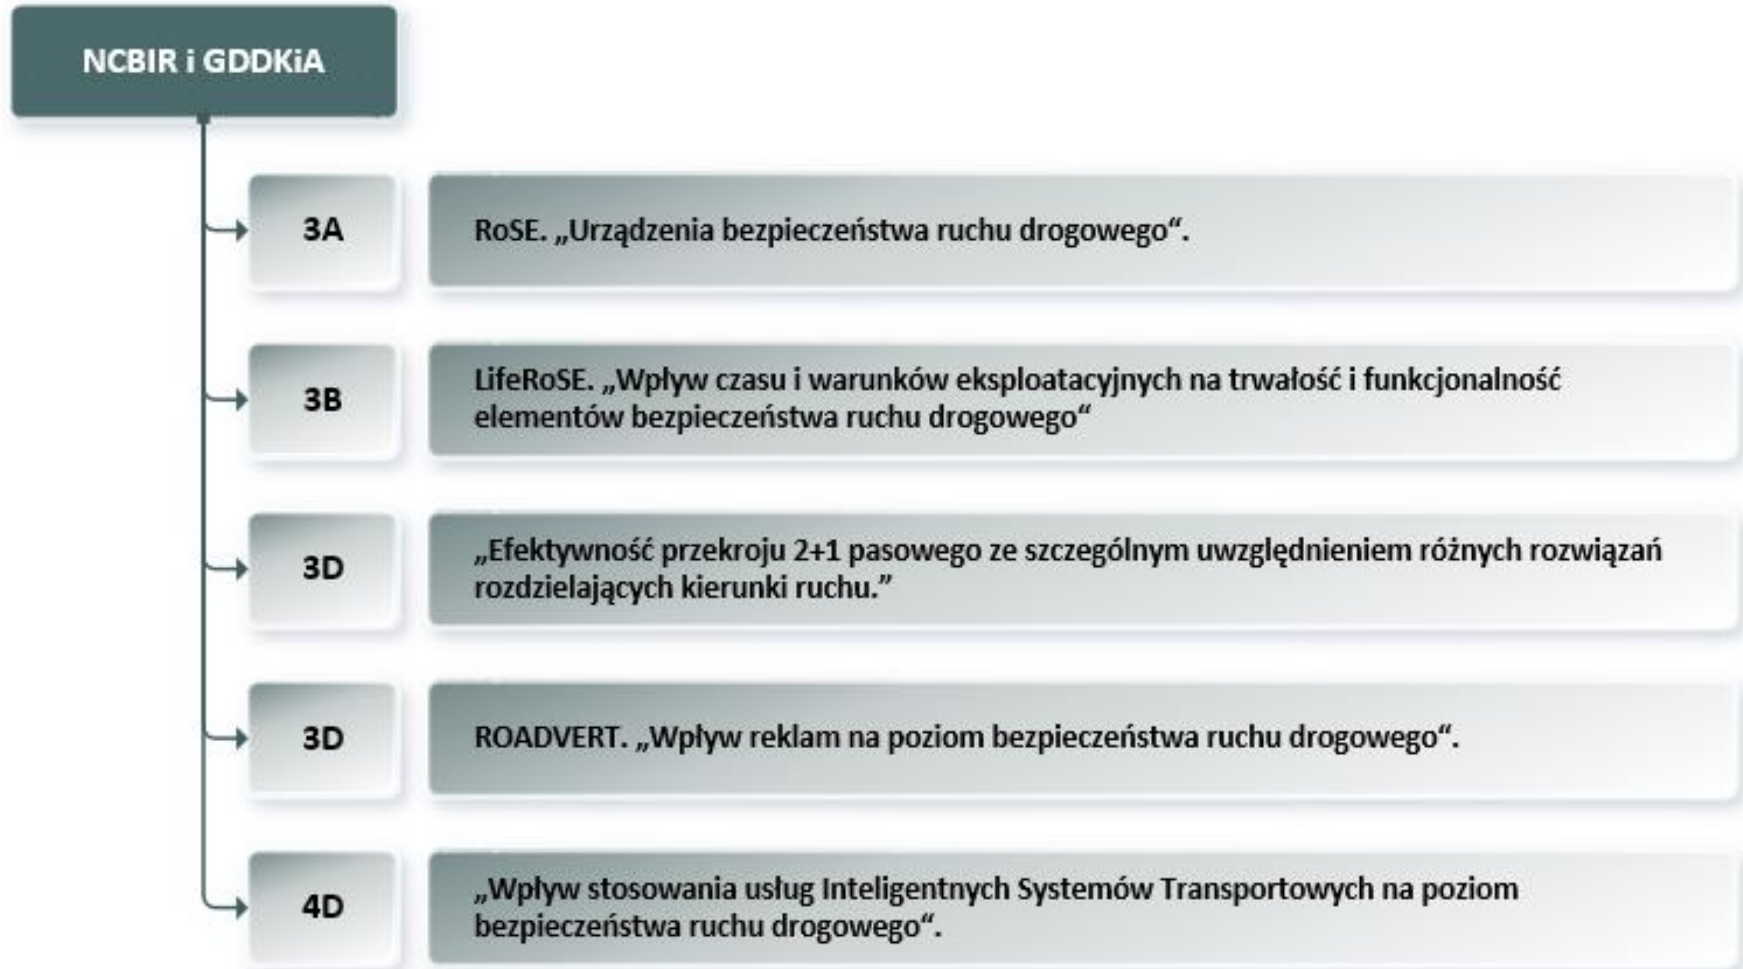 NCBIR i GDDKiA
3A
RoSE. „Urządzenia bezpieczeństwa ruchu drogowego“.
3B
LifeRoSE. „Wpływ czasu i warunków eksploatacyjnych na trwałość i funkcjonalność
elementów bezpieczeństwa ruchu drogowego“
3D
„Efektywność przekroju 2+1 pasowego ze szczególnym uwzględnieniem różnych rozwiązań
rozdzielających kierunki ruchu.”
3D
ROADVERT. „Wpływ reklam na poziom bezpieczeństwa ruchu drogowego“.
4D
„Wpływ stosowania usług Inteligentnych Systemów Transportowych na poziom
bezpieczeństwa ruchu drogowego“.